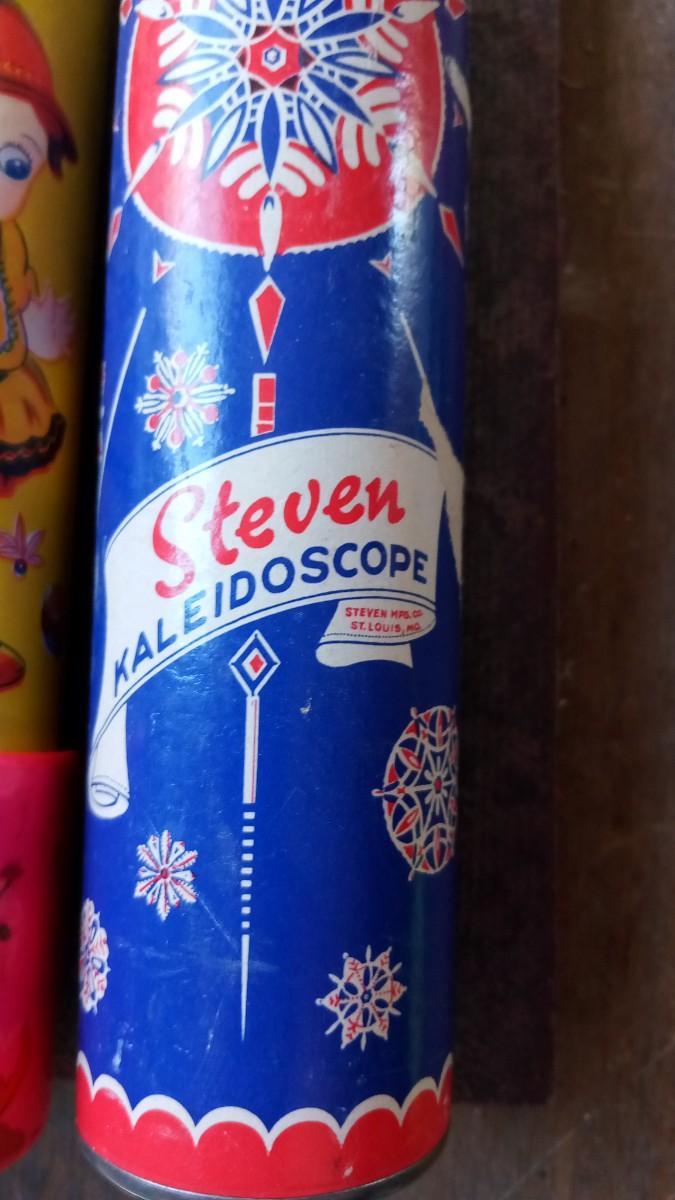 Steven
KALEIDOSCOPE
STEVEN MFG. CO.
ST. LOUIS, MO.